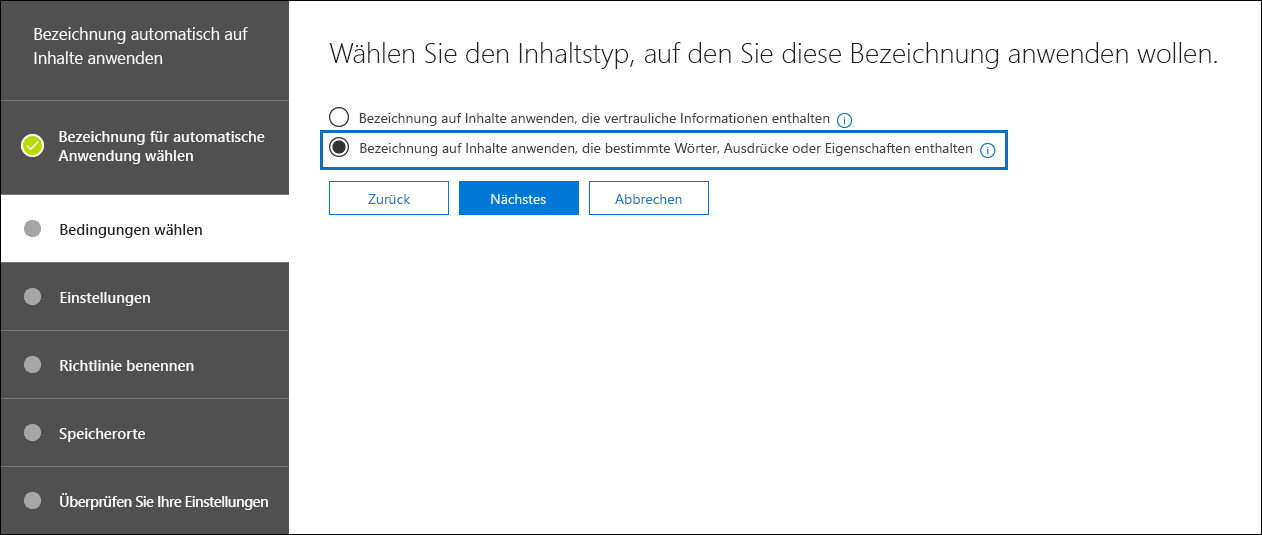 Bezeichnung automatisch auf
Inhalte anwenden
Bezeichnung für automatische
Anwendung wählen
Bedingungen wählen
Einstellungen
Richtlinie benennen
Speicherorte
Überprüfen Sie Ihre Einstellungen
Wählen Sie den Inhaltstyp, auf den Sie diese Bezeichnung anwenden wollen.
Bezeichnung auf Inhalte anwenden, die vertrauliche Informationen enthalten
Bezeichnung auf Inhalte anwenden, die bestimmte Wörter, Ausdrücke oder Eigenschaften enthalten
Zurück Nächstes Abbrechen